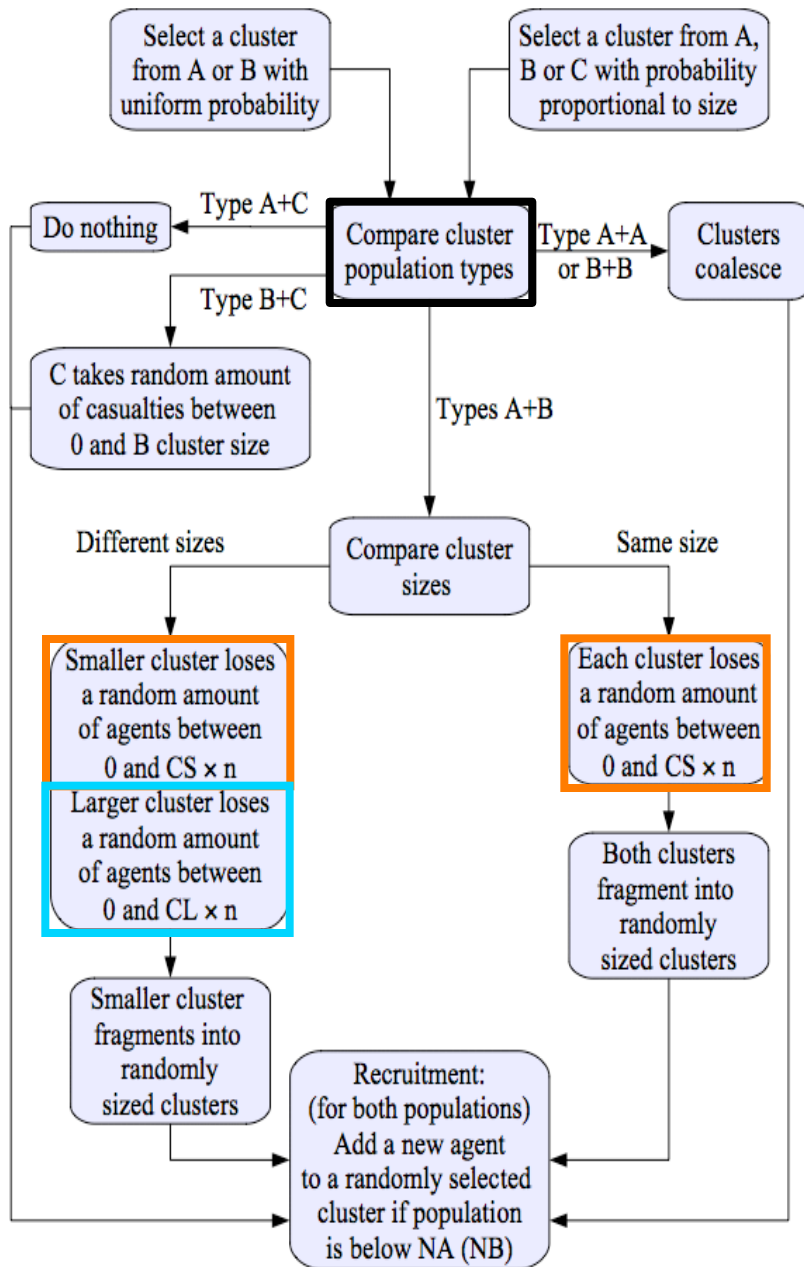 Select a cluster
from A or B with
uniform probability
Select a cluster from A,
B or C with probability
proportional to size
Do nothing
Type A+C
Compare cluster
population types
Type A+A
or B+B
Clusters
coalesce
Type B+C
C takes random amount
of casualties between
0 and B cluster size
Types A+B
Different sizes
Compare cluster
sizes
Same size
Smaller cluster loses
a random amount
of agents between
0 and CS × n
Larger cluster loses
a random amount
of agents between
0 and CL × n
Each cluster loses
a random amount
of agents between
0 and CS × n
Both clusters
fragment into
randomly
sized clusters
Smaller cluster
fragments into
randomly
sized clusters
Recruitment:
(for both populations)
Add a new agent
to a randomly selected
cluster if population
is below NA (NB)